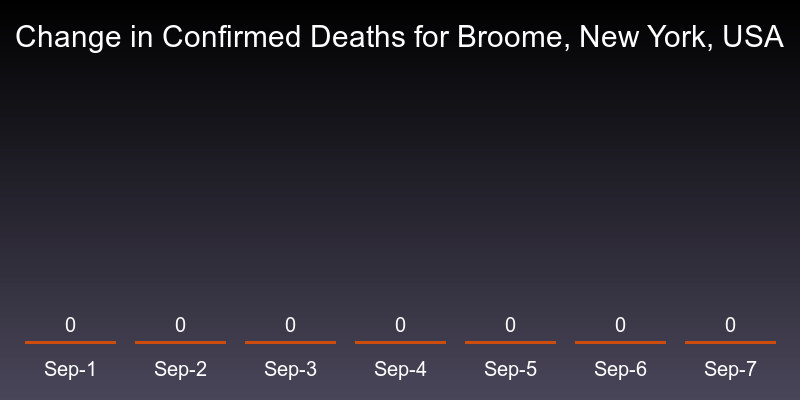 Change in Confirmed Deaths for Broome, New York, USA
0 0 0 0 0 0 0
Sep-1 Sep-2 Sep-3 Sep-4 Sep-5 Sep-6 Sep-7